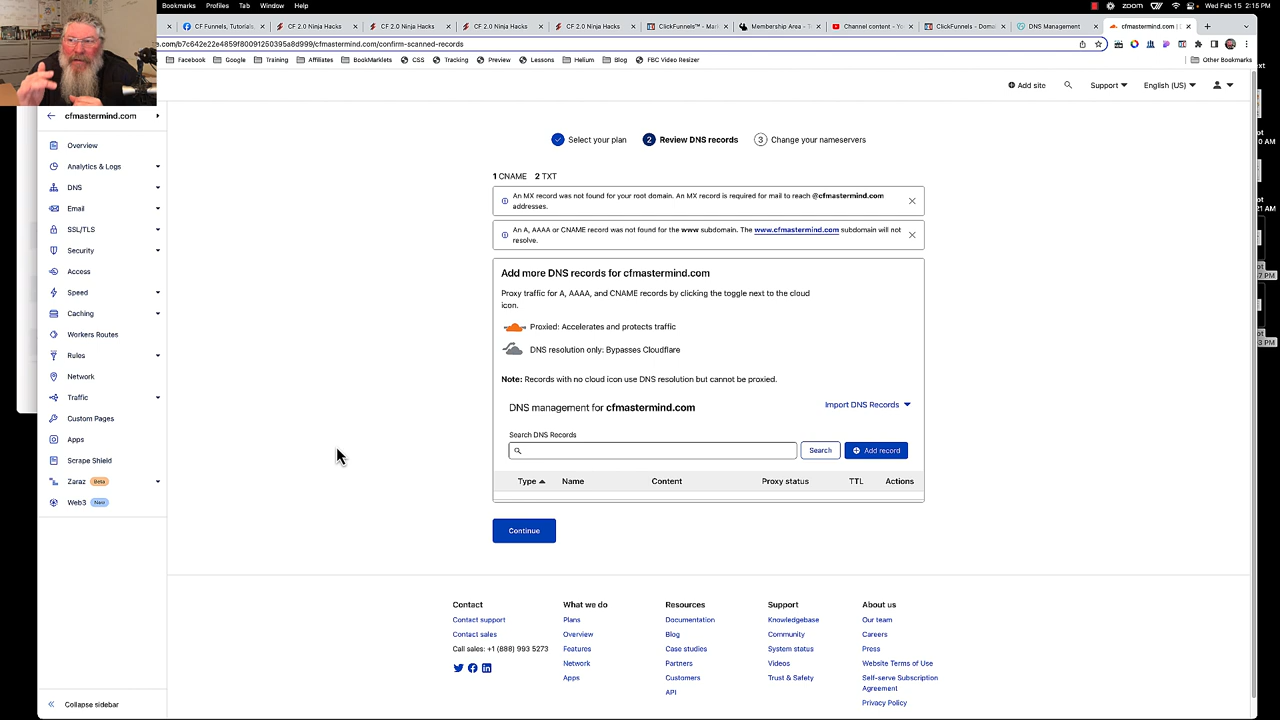 Bookmarks Profiles Tab Window Help
zoom
Wed Feb 15 2:15 PM
CF Funnels, Tutorials
CF 2.0 Ninja Hacks
CF 2.0 Ninja Hacks
CF 2.0 Ninja Hacks
CF 2.0 Ninja Hacks
ClickFunnels™ - Mar
Membership Area - T
Channel content - Yo
ClickFunnels - Doma
DNS Management
cfmastermind.com |
e.com/b7c642e22e4859f80091250395a8d999/cfmastermind.com/confirm-scanned-records
Facebook Google Training Affiliates BookMarklets CSS Tracking Preview Lessons Helium Blog FBC Video Resizer Other Bookmarks
Add site Support English (US)
cfmastermind.com
Overview
Analytics & Logs
DNS
Email
SSL/TLS
Security
Access
Speed
Caching
Workers Routes
Rules
Network
Traffic
Custom Pages
Apps
Scrape Shield
Zaraz Beta
Web3 New
Collapse sidebar
Select your plan 2 Review DNS records 3 Change your nameservers
1 CNAME 2 TXT
An MX record was not found for your root domain. An MX record is required for mail to reach @cfmastermind.com
addresses.
An A, AAAA or CNAME record was not found for the www subdomain. The www.cfmastermind.com subdomain will not
resolve.
Add more DNS records for cfmastermind.com
Proxy traffic for A, AAAA, and CNAME records by clicking the toggle next to the cloud
icon.
Proxied: Accelerates and protects traffic
DNS resolution only: Bypasses Cloudflare
Note: Records with no cloud icon use DNS resolution but cannot be proxied.
DNS management for cfmastermind.com
Import DNS Records
Search DNS Records
Search Add record
Type Name Content Proxy status TTL Actions
Continue
Contact
Contact support
Contact sales
Call sales: +1 (888) 993 5273
What we do
Plans
Overview
Features
Network
Apps
Resources
Documentation
Blog
Case studies
Partners
Customers
API
Support
Knowledgebase
Community
System status
Videos
Trust & Safety
About us
Our team
Careers
Press
Website Terms of Use
Self-serve Subscription
Agreement
Privacy Policy